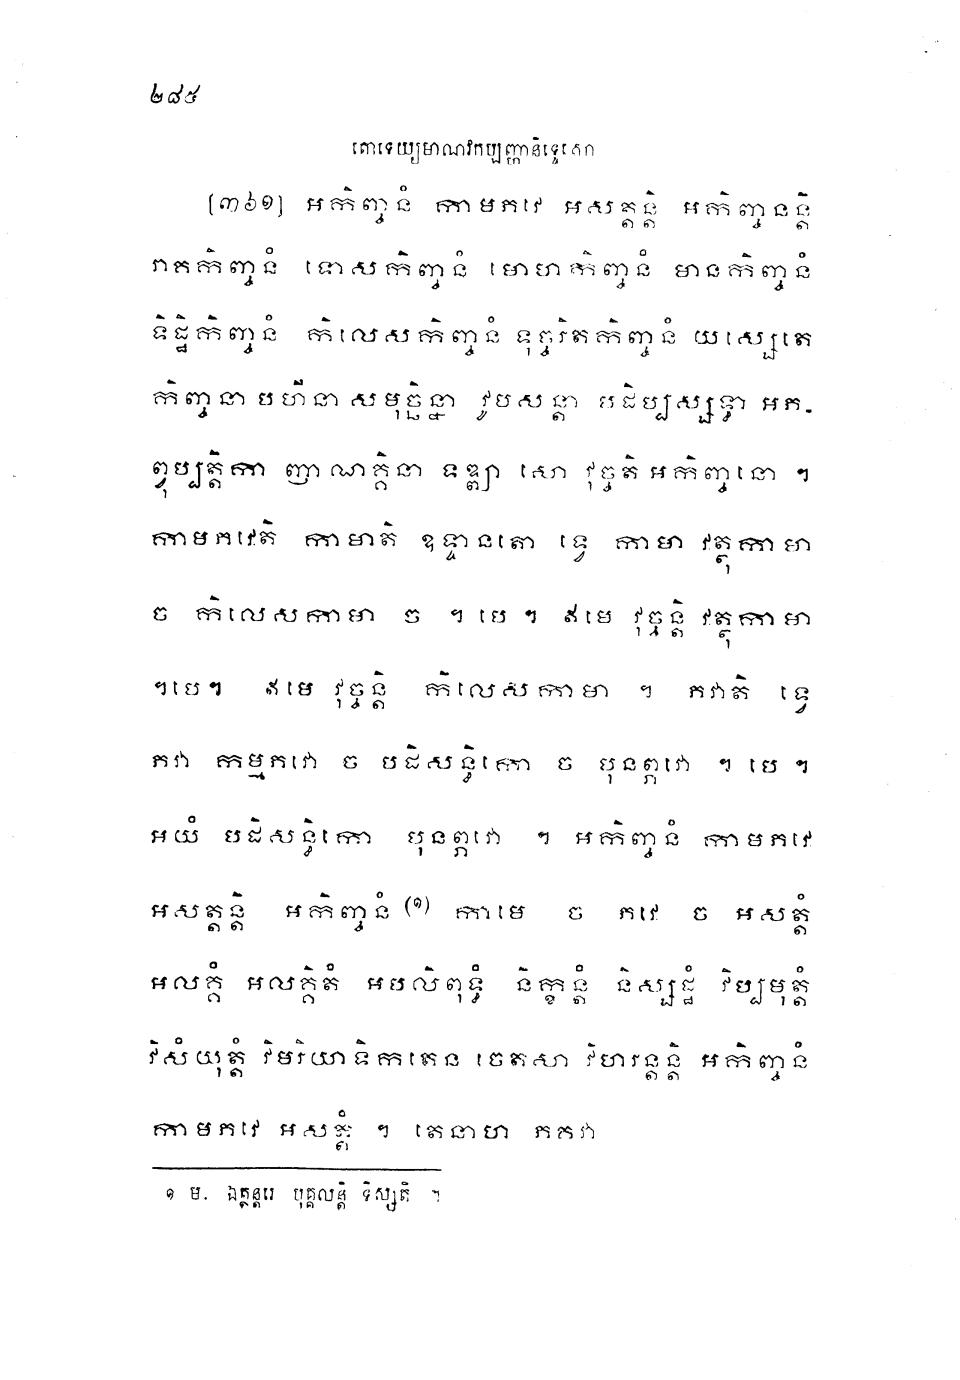 ២៨៥
តោទេយ្យមាណវកប្បញ្ហានិទ្ទេសោ
[៣៦១] អកិញ្ចនំ កាមភវេ អសត្តន្តិ អកិញ្ចនន្តិ
រាគកិញ្ចនំ ទោសកិញ្ចនំ មោហកិញ្ចនំ មានកិញ្ចនំ
ទិដ្ឋិកិញ្ចនំ កិលេសកិញ្ចនំ ទុច្ចរិតកិញ្ចនំ យស្សេតេ
កិញ្ចនា បហីនា សមុច្ឆិន្នា វូបសន្តា បដិប្បស្សទ្ធា អភ-
ព្វុប្បត្តិកា ញាណគ្គិនា ទឌ្ឍា សោ វុច្ចតិ អកិញ្ចនោ ។
កាមភវេតិ កាមាតិ ឧទ្ទានតោ ទ្វេ កាមា វត្ថុកាមា
ច កិលេសកាមា ច ។ បេ ។ ឥមេ វុច្ចន្តិ វត្ថុកាមា
។ បេ ។ ឥមេ វុច្ចន្តិ កិលេសកាមា ។ ភវាតិ ទ្វេ
ភវា កម្មភវោ ច បដិសន្ធិកោ ច បុនព្ភវោ ។ បេ ។
អយំ បដិសន្ធិកោ បុនព្ភវោ ។ អកិញ្ចនំ កាមភវេ
អសត្តន្តិ អកិញ្ចនំ (១) កាមេ ច ភវេ ច អសត្តំ
អលគ្គំ អលគ្គិតំ អបលិពុទ្ធំ និក្ខន្តំ និស្សដ្ឋំ វិប្បមុត្តំ
វិសំយុត្តំ វិមរិយាទិកតេន ចេតសា វិហរន្តន្តិ អកិញ្ចនំ
កាមភវេ អសត្តំ ។ តេនាហ ភគវា
១ ម. ឯត្ថន្តរេ បុគ្គលន្តិ ទិស្សតិ ។